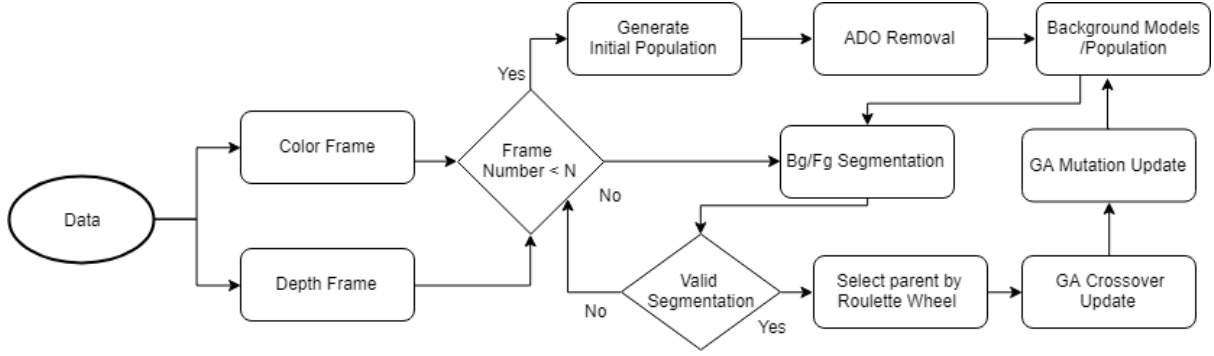 Generate
Initial Population
ADO Removal
Background Models
/Population
Yes
Color Frame
Frame
Number < N
No
Bg/Fg Segmentation
GA Mutation Update
Data
Depth Frame
Valid
Segmentation
No
Yes
Select parent by
Roulette Wheel
GA Crossover
Update